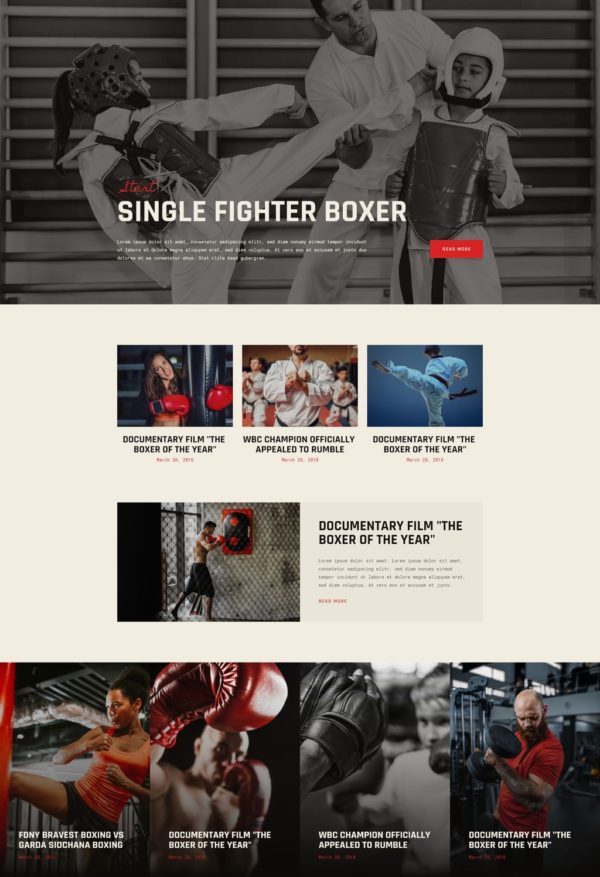 Start
SINGLE FIGHTER BOXER
Lorem ipsum dolor sit amet, consetetur sadipscing elitr, sed diam nonumy eirmod tempor invidunt
ut labore et dolore magna aliquyam erat, sed diam voluptua. At vero eos et accusam et justo duo
dolores et ea consetetur ebum. Stet clita kasd gubergren.
READ MORE
DOCUMENTARY FILM "THE
BOXER OF THE YEAR"
March 20, 2018
WBC CHAMPION OFFICIALLY
APPEALED TO RUMBLE
March 20, 2018
DOCUMENTARY FILM "THE
BOXER OF THE YEAR"
March 20, 2018
DOCUMENTARY FILM "THE
BOXER OF THE YEAR"
Lorem ipsum dolor sit amet. Lorem ipsum dolor sit amet,
consetetur sadipscing elitr, sed diam nonumy eirmod
tempor invidunt ut labore et dolore magna aliquyam erat,
sed diam voluptua. At vero eos et accusam et justo.
READ MORE
FDNY BRAVEST BOXING VS
GARDA SIOCHANA BOXING
March 20, 2018
DOCUMENTARY FILM "THE
BOXER OF THE YEAR"
March 20, 2018
WBC CHAMPION OFFICIALLY
APPEALED TO RUMBLE
March 20, 2018
DOCUMENTARY FILM "THE
BOXER OF THE YEAR"
March 20, 2018